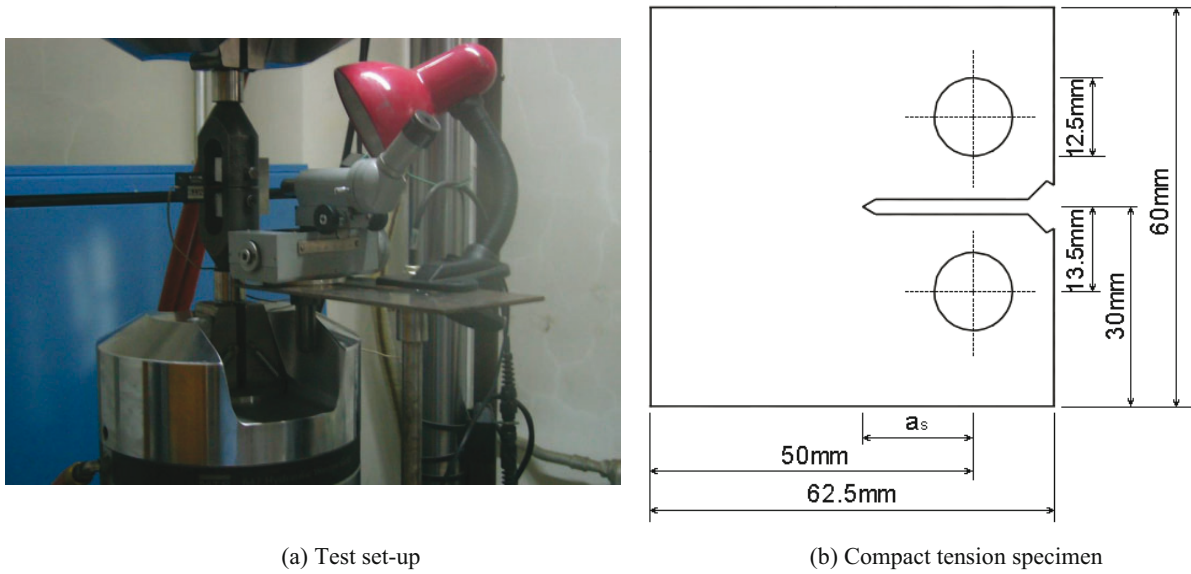 12.5mm
13.5mm
30mm
60mm
as
50mm
62.5mm
(a) Test set-up
(b) Compact tension specimen